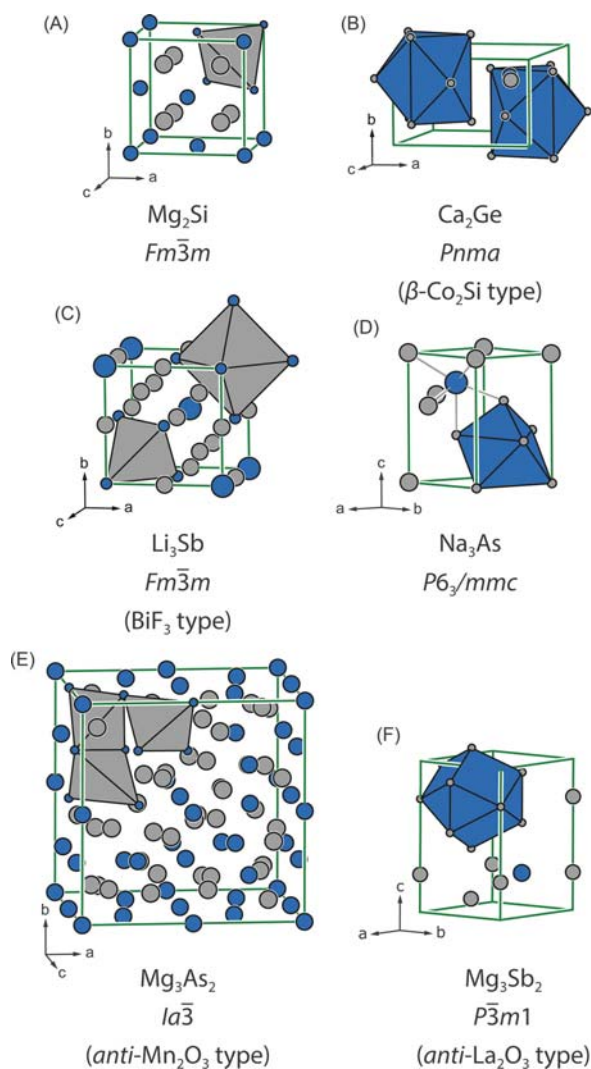 (A)
(B)
b
a
c
b
a
c
Mg₂Si
Fm3̅m
Ca₂Ge
Pnma
(β-Co₂Si type)
(C)
(D)
b
a
c
c
a
b
Li₃Sb
Fm3̅m
(BiF₃ type)
Na₃As
P6₃/mmc
(E)
(F)
b
a
c
c
a
b
Mg₃As₂
Ia3̅
(anti-Mn₂O₃ type)
Mg₃Sb₂
P3̅m1
(anti-La₂O₃ type)